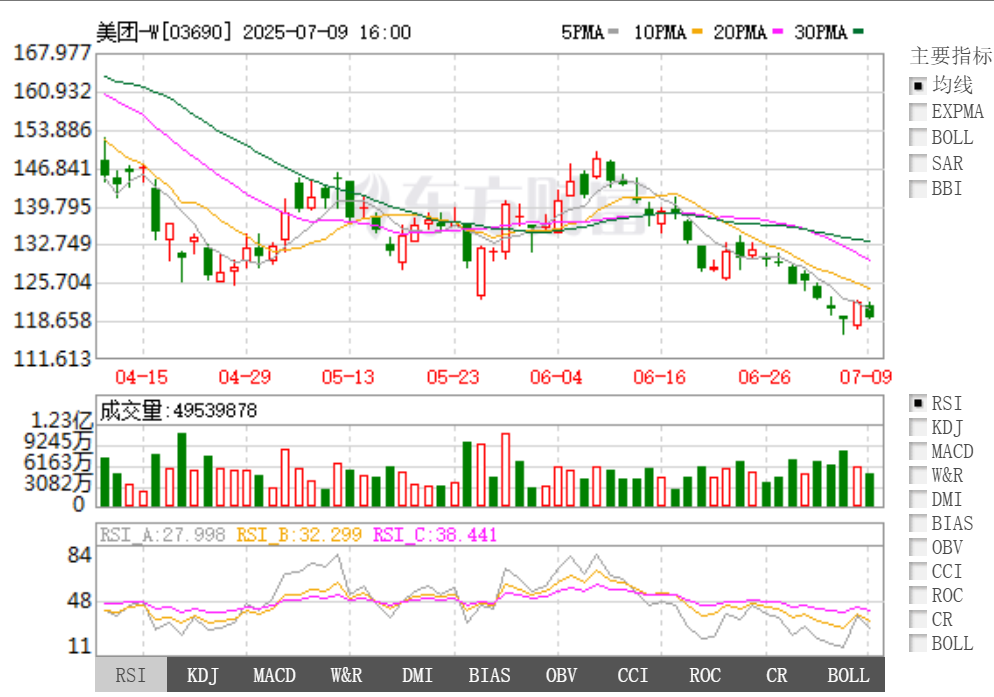 美团-W[03690] 2025-07-09 16:00 5PMA 10PMA 20PMA 30PMA
167.977
160.932
153.886
146.841
139.795
132.749
125.704
118.658
111.613
东方财富
04-15 04-29 05-13 05-23 06-04 06-16 06-26 07-09
成交量:49539878
1.23亿
9245万
6163万
3082万
0
RSI_A:27.998 RSI_B:32.299 RSI_C:38.441
84
48
11
RSI KDJ MACD W&R DMI BIAS OBV CCI ROC CR BOLL
主要指标
均线
EXPMA
BOLL
SAR
BBI
RSI
KDJ
MACD
W&R
DMI
BIAS
OBV
CCI
ROC
CR
BOLL